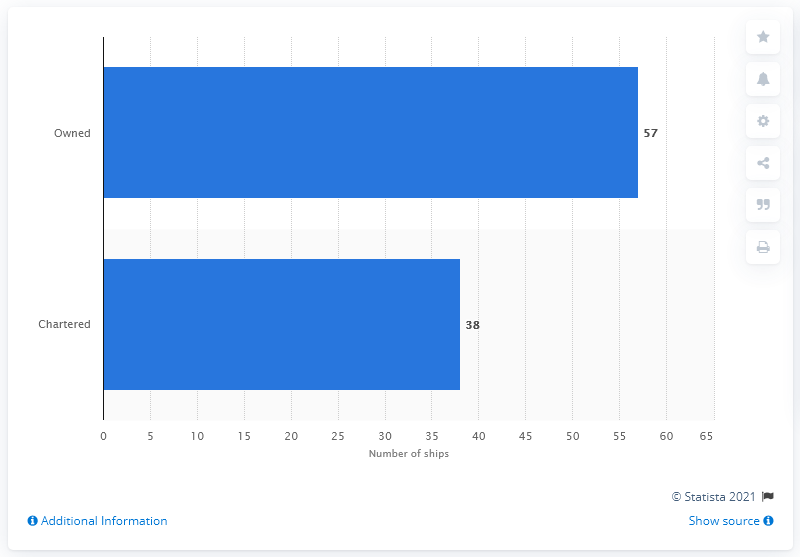 Owned
57
Chartered
38
0 5 10 15 20 25 30 35 40 45 50 55 60 65
Number of ships
© Statista 2021
Additional Information
Show source